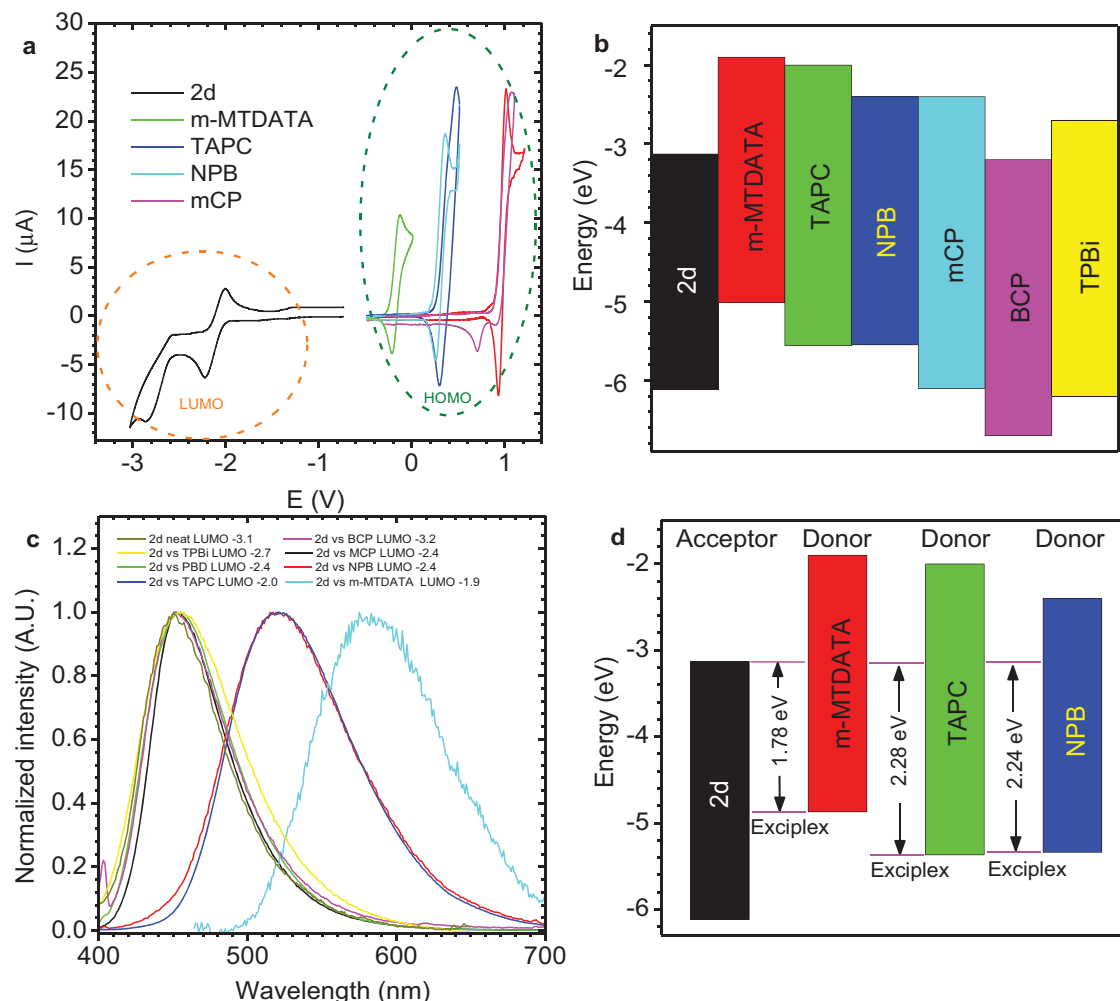 a
30
25
20
15
10
5
0
-5
-10
I (µA)
2d
m-MTDATA
TAPC
NPB
mCP
LUMO
HOMO
-3 -2 -1 0 1
E (V)
b
-2
-3
-4
-5
-6
Energy (eV)
2d
m-MTDATA
TAPC
NPB
mCP
BCP
TPBi
c
1.2
1.0
0.8
0.6
0.4
0.2
0.0
Normalized intensity (A.U.)
2d neat LUMO -3.1
2d vs TPBi LUMO -2.7
2d vs PBD LUMO -2.4
2d vs TAPC LUMO -2.0
2d vs BCP LUMO -3.2
2d vs MCP LUMO -2.4
2d vs NPB LUMO -2.4
2d vs m-MTDATA LUMO -1.9
400 500 600 700
Wavelength (nm)
d
Acceptor Donor Donor Donor
-2
-3
-4
-5
-6
Energy (eV)
2d
1.78 eV
Exciplex
m-MTDATA
2.28 eV
Exciplex
TAPC
2.24 eV
Exciplex
NPB